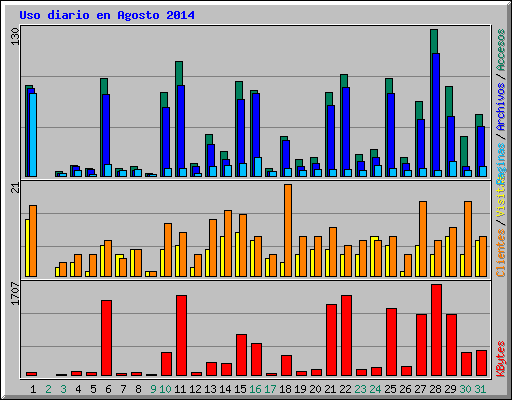 Uso diario en Agosto 2014
130
21
1707
Accesos
/
Archivos
/
Páginas
Visitas
/
Clientes
KBytes
1 2 3 4 5 6 7 8 9 10 11 12 13 14 15 16 17 18 19 20 21 22 23 24 25 26 27 28 29 30 31